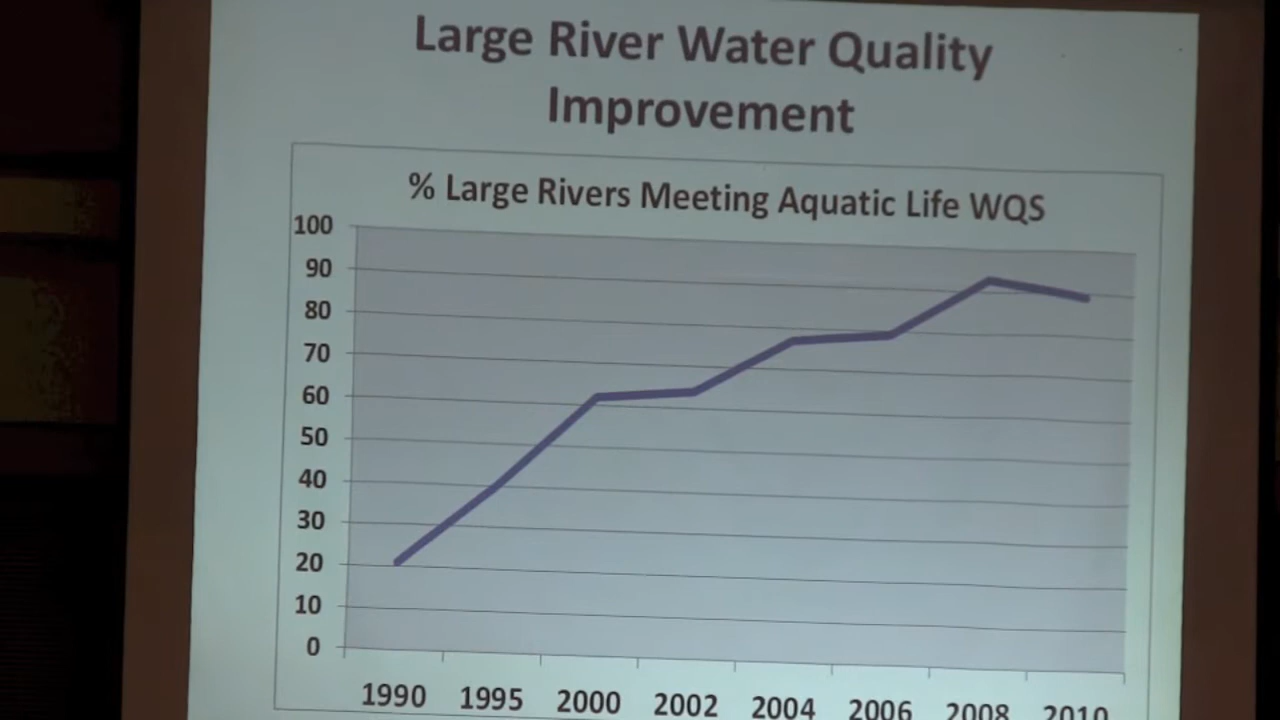 Large River Water Quality
Improvement
% Large Rivers Meeting Aquatic Life WQS
100
90
80
70
60
50
40
30
20
10
0
1990 1995 2000 2002 2004 2006 2008 2010